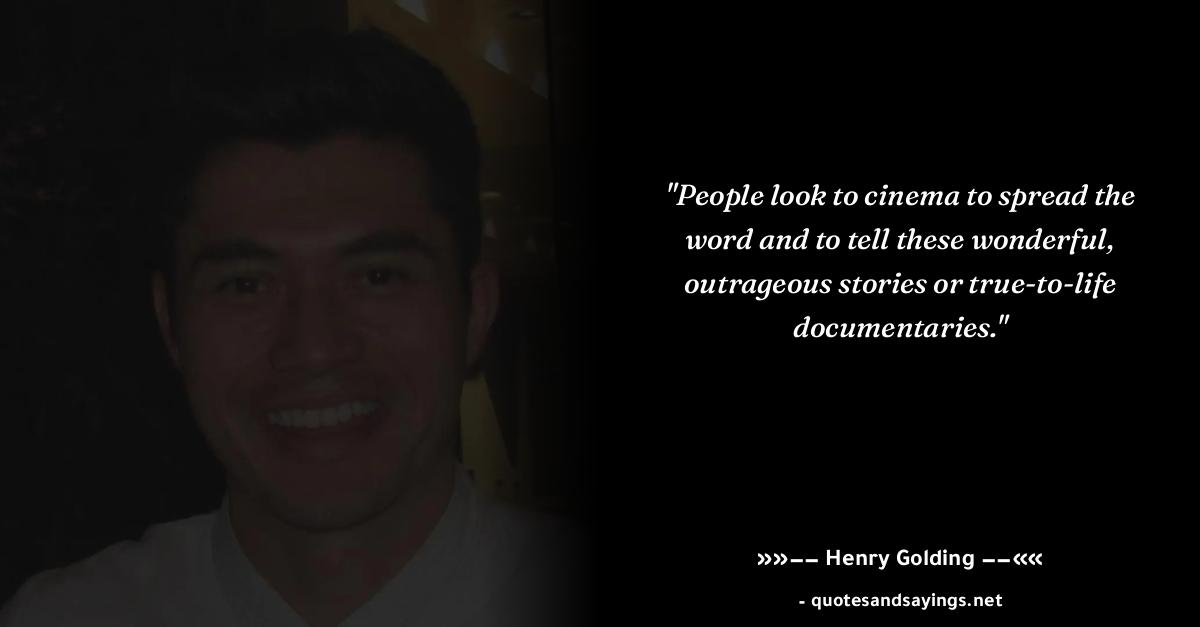 "People look to cinema to spread the
word and to tell these wonderful,
outrageous stories or true-to-life
documentaries."
»»−− Henry Golding −−««
- quotesandsayings.net